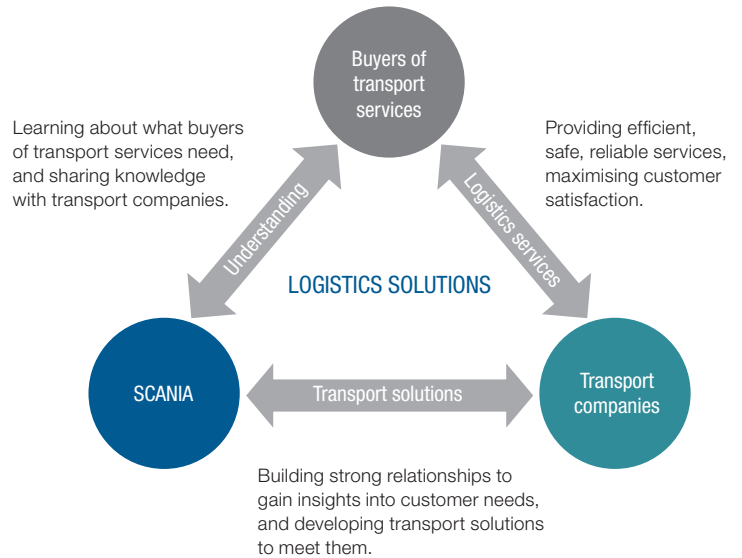 Buyers of
transport
services
Learning about what buyers
of transport services need,
and sharing knowledge
with transport companies.
Providing efficient,
safe, reliable services,
maximising customer
satisfaction.
Understanding
Logistics services
LOGISTICS SOLUTIONS
SCANIA
Transport solutions
Transport
companies
Building strong relationships to
gain insights into customer needs,
and developing transport solutions
to meet them.